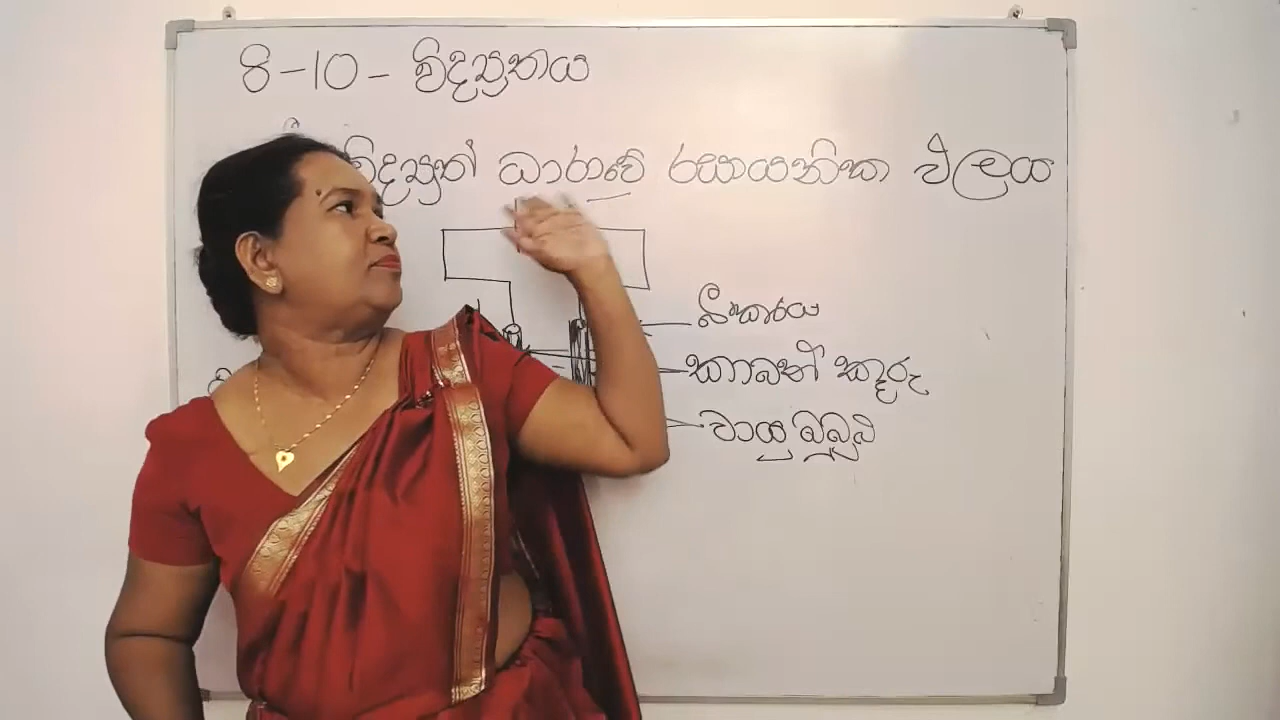 8-10 - විද්‍යුතය
විද්‍යුත් ධාරාවේ රසායනික ඵලය
බීකරය
කාබන් කූරු
වායු බුබුළු